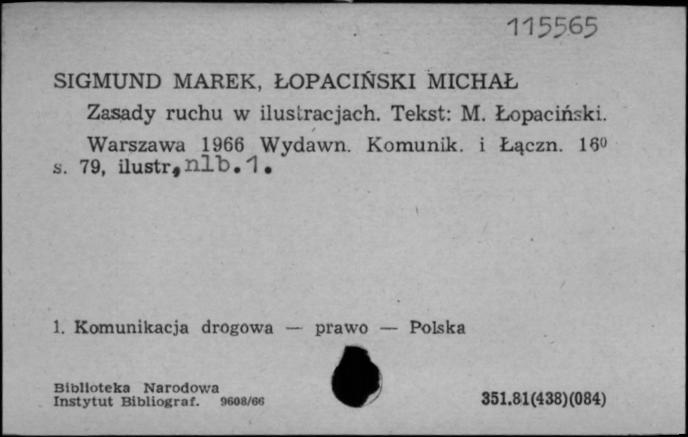 115565
SIGMUND MAREK, ŁOPACIŃSKI MICHAŁ
Zasady ruchu w ilustracjach. Tekst: M. Łopaciński.
Warszawa 1966 Wydawn. Komunik. i Łączn. 16⁰
s. 79, ilustr, nlb.1.
1. Komunikacja drogowa — prawo — Polska
Biblioteka Narodowa
Instytut Bibliograf. 9608/66
351.81(438)(084)